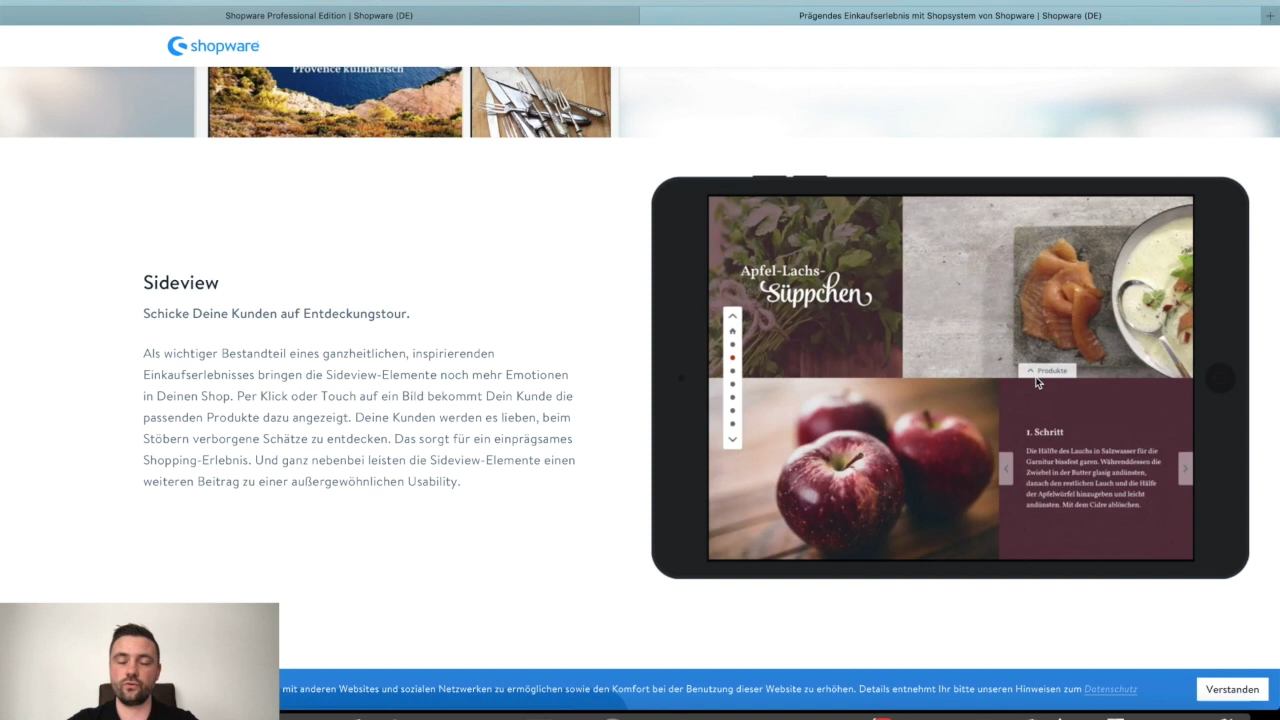 Shopware Professional Edition | Shopware (DE)
Prägendes Einkaufserlebnis mit Shopsystem von Shopware | Shopware (DE)
shopware
Provence kulinarisch
Sideview
Schicke Deine Kunden auf Entdeckungstour.
Als wichtiger Bestandteil eines ganzheitlichen, inspirierenden
Einkaufserlebnisses bringen die Sideview-Elemente noch mehr Emotionen
in Deinen Shop. Per Klick oder Touch auf ein Bild bekommt Dein Kunde die
passenden Produkte dazu angezeigt. Deine Kunden werden es lieben, beim
Stöbern verborgene Schätze zu entdecken. Das sorgt für ein einprägsames
Shopping-Erlebnis. Und ganz nebenbei leisten die Sideview-Elemente einen
weiteren Beitrag zu einer außergewöhnlichen Usability.
Apfel-Lachs-
Süppchen
Produkte
1. Schritt
Die Hälfte des Lauchs in Salzwasser für die
Garnitur bissfest garen. Währenddessen die
Zwiebel in der Butter glasig andünsten,
danach den restlichen Lauch und die Hälfte
der Apfelwürfel hinzugeben und leicht
andünsten. Mit dem Cidre ablöschen.
mit anderen Websites und sozialen Netzwerken zu ermöglichen sowie den Komfort bei der Benutzung dieser Website zu erhöhen. Details entnehmt Ihr bitte unseren Hinweisen zum Datenschutz
Verstanden